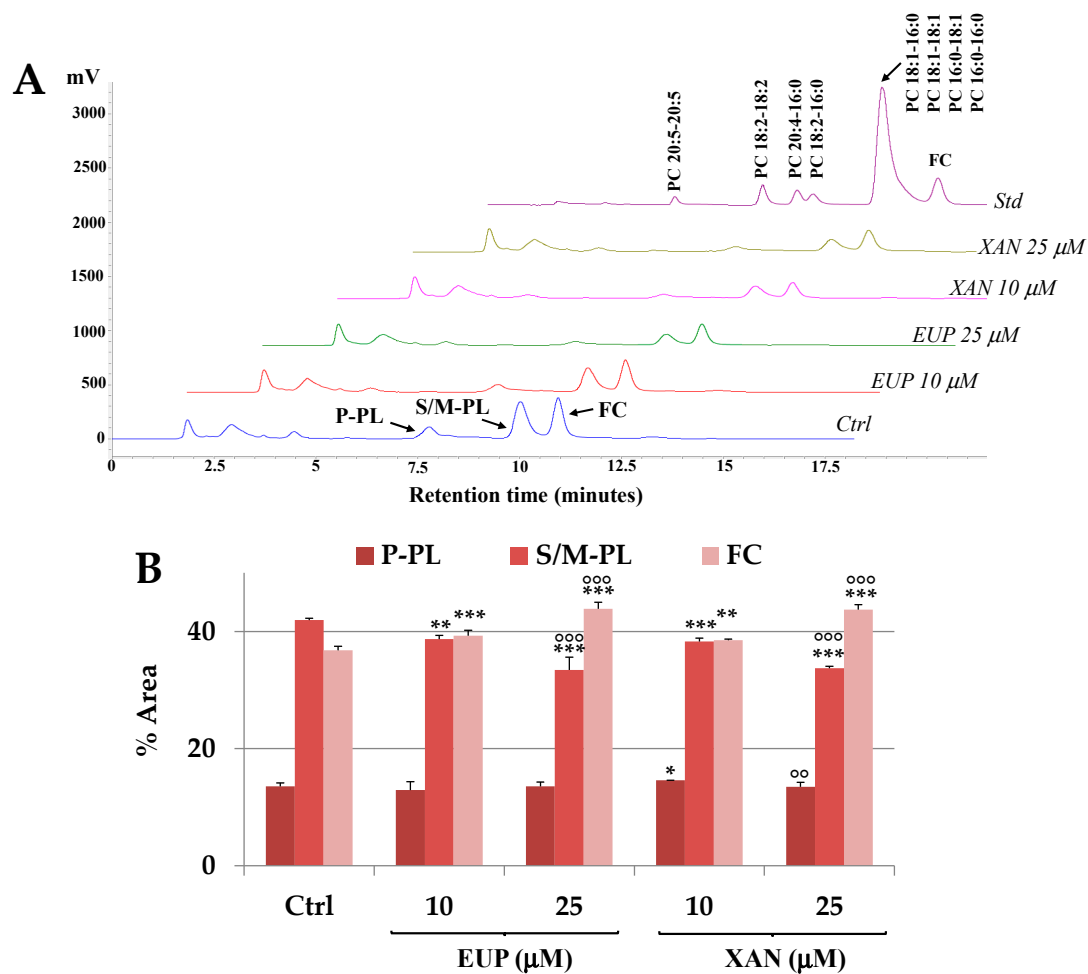 A
mV
3000
2500
2000
1500
1000
500
0
PC 20:5-20:5
PC 18:2-18:2
PC 20:4-16:0
PC 18:2-16:0
PC 18:1-16:0
PC 18:1-18:1
PC 16:0-18:1
PC 16:0-16:0
FC
Std
XAN 25 μM
XAN 10 μM
EUP 25 μM
EUP 10 μM
Ctrl
P-PL
S/M-PL
FC
0 2.5 5 7.5 10 12.5 15 17.5
Retention time (minutes)
B
P-PL S/M-PL FC
% Area
40
20
0
** *** °°° *** °°° *** *** ** °°° *** °°° ***
* °°
Ctrl 10 25 10 25
EUP (μM) XAN (μM)